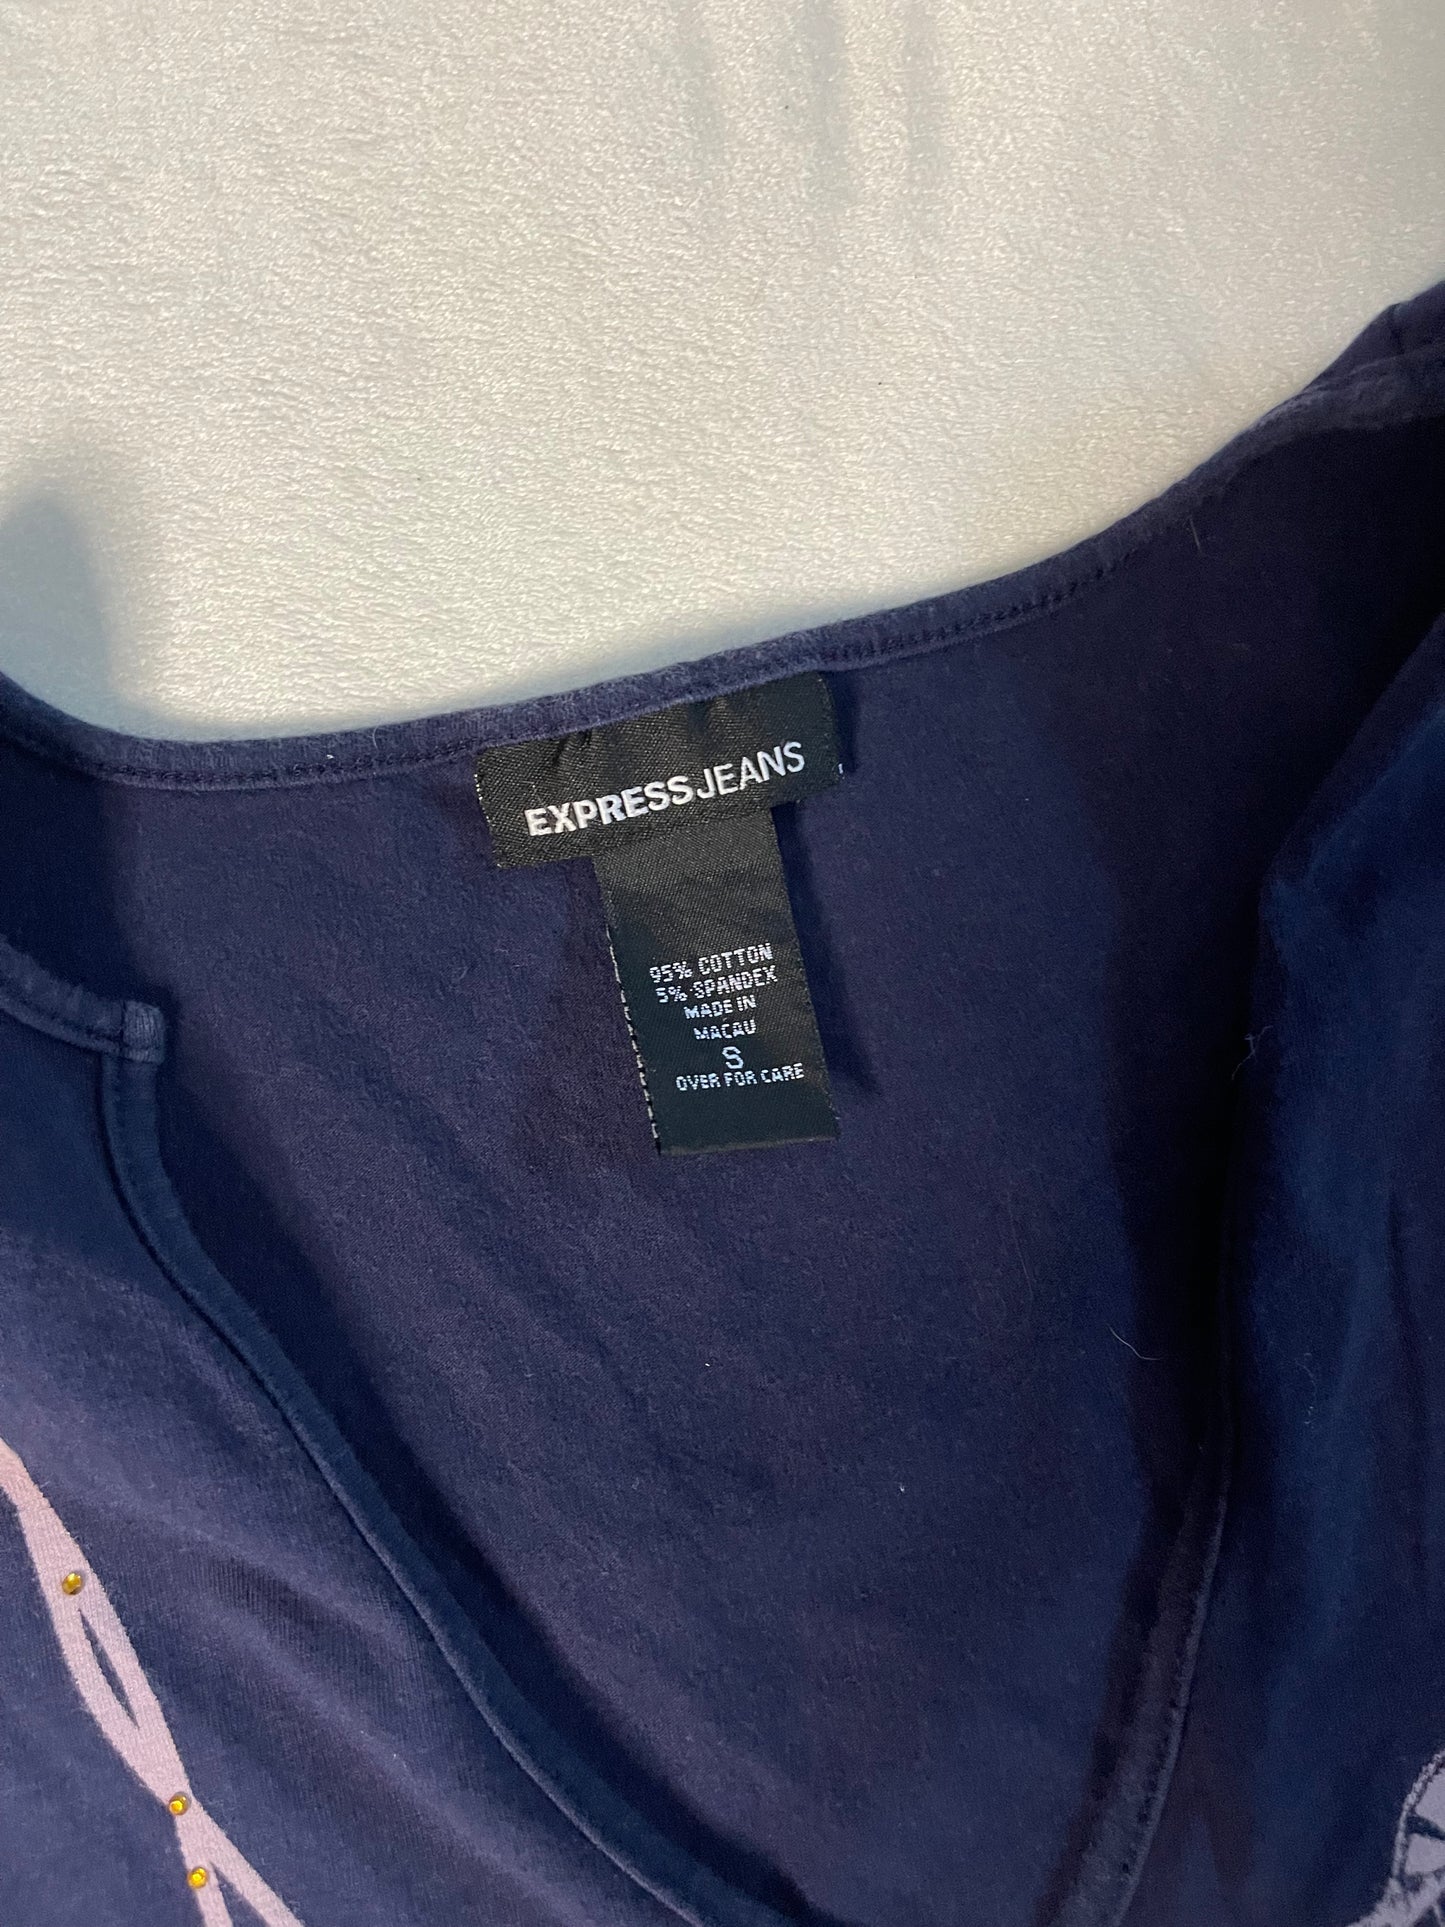 EXPRESSJEANS
95% COTTON
5% SPANDEX
MADE IN
MACAU
S
OVER FOR CARE